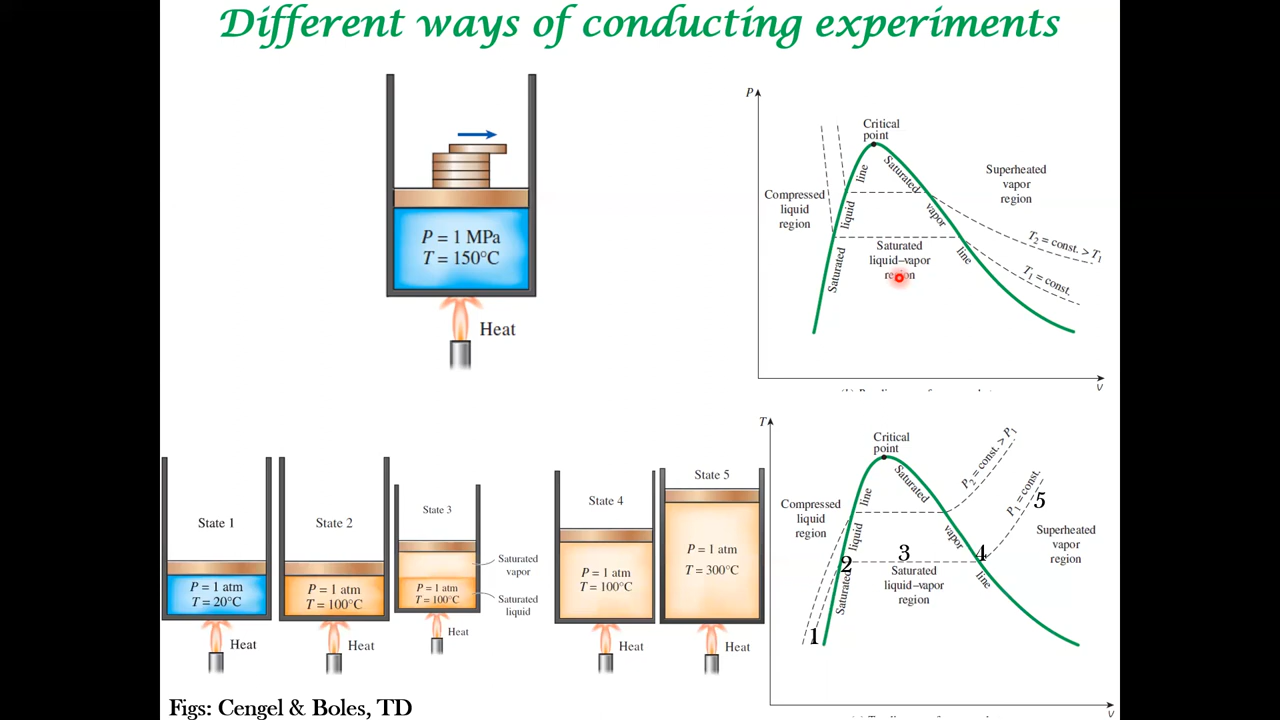 Different ways of conducting experiments
P = 1 MPa
T = 150°C
Heat
P
Critical
point
Superheated
vapor
region
Compressed
liquid
region
Saturated liquid line
Saturated vapor line
Saturated
liquid–vapor
region
T₂ = const. > T₁
T₁ = const.
v
State 1
P = 1 atm
T = 20°C
Heat
State 2
P = 1 atm
T = 100°C
Heat
State 3
P = 1 atm
T = 100°C
Saturated
vapor
Saturated
liquid
Heat
State 4
P = 1 atm
T = 100°C
Heat
State 5
P = 1 atm
T = 300°C
Heat
T
Critical
point
P₂ = const. > P₁
P₁ = const.
5
Compressed
liquid
region
Superheated
vapor
region
Saturated liquid line
Saturated vapor line
2
3
4
Saturated
liquid–vapor
region
1
v
Figs: Cengel & Boles, TD